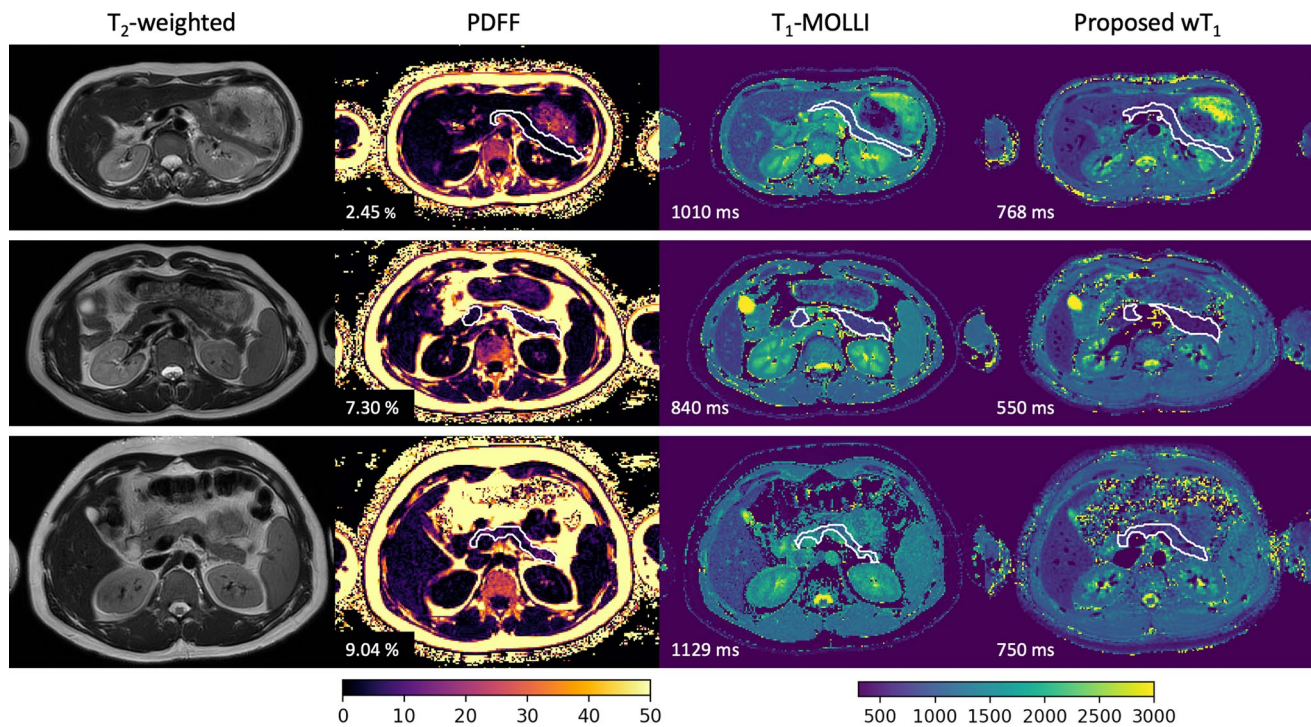 T₂-weighted PDFF T₁-MOLLI Proposed wT₁
2.45 % 1010 ms 768 ms
7.30 % 840 ms 550 ms
9.04 % 1129 ms 750 ms
0 10 20 30 40 50 500 1000 1500 2000 2500 3000